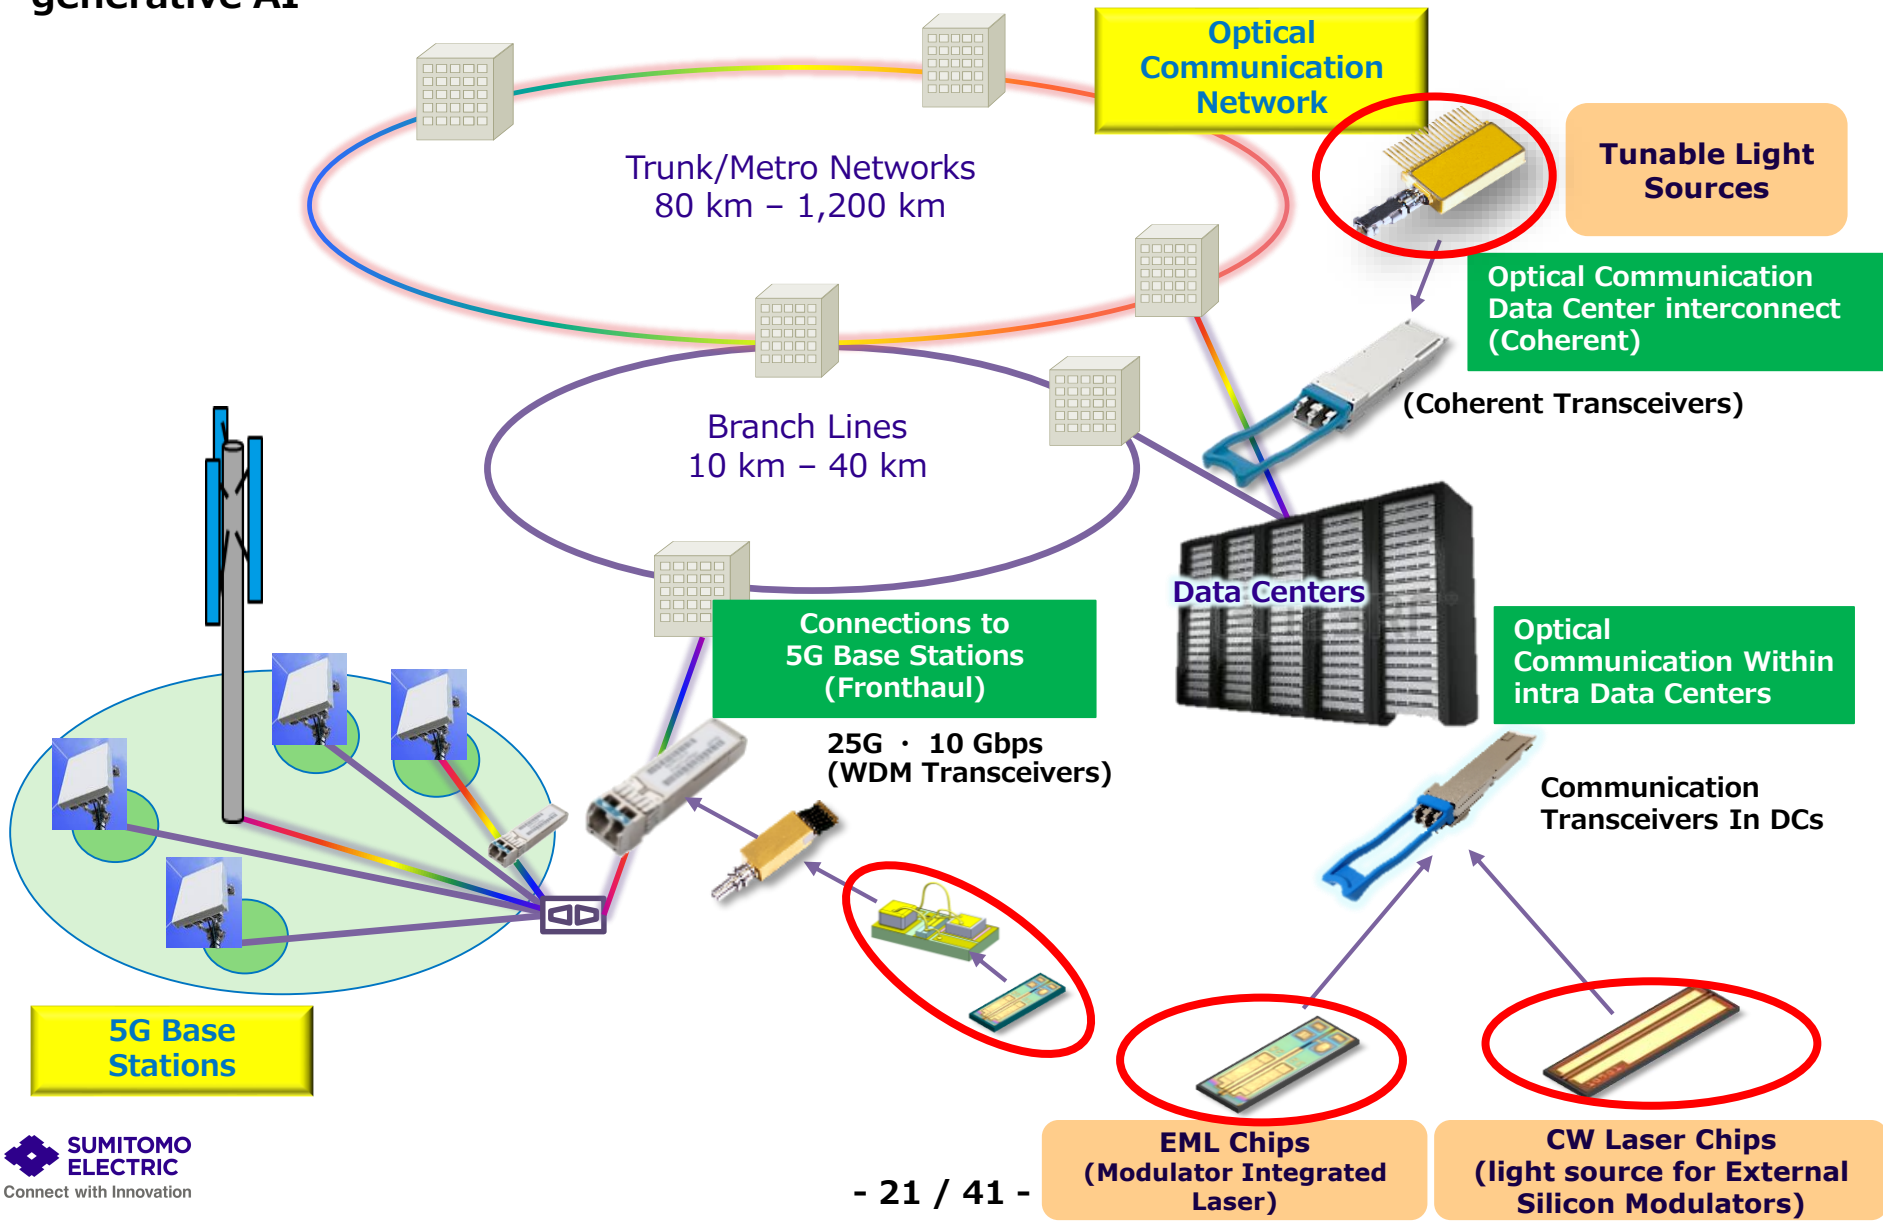 generative AI
Optical
Communication
Network
Tunable Light
Sources
Trunk/Metro Networks
80 km – 1,200 km
Optical Communication
Data Center interconnect
(Coherent)
(Coherent Transceivers)
Branch Lines
10 km – 40 km
Data Centers
Connections to
5G Base Stations
(Fronthaul)
Optical
Communication Within
intra Data Centers
25G ・ 10 Gbps
(WDM Transceivers)
Communication
Transceivers In DCs
5G Base
Stations
EML Chips
(Modulator Integrated
Laser)
CW Laser Chips
(light source for External
Silicon Modulators)
SUMITOMO
ELECTRIC
Connect with Innovation
- 21 / 41 -